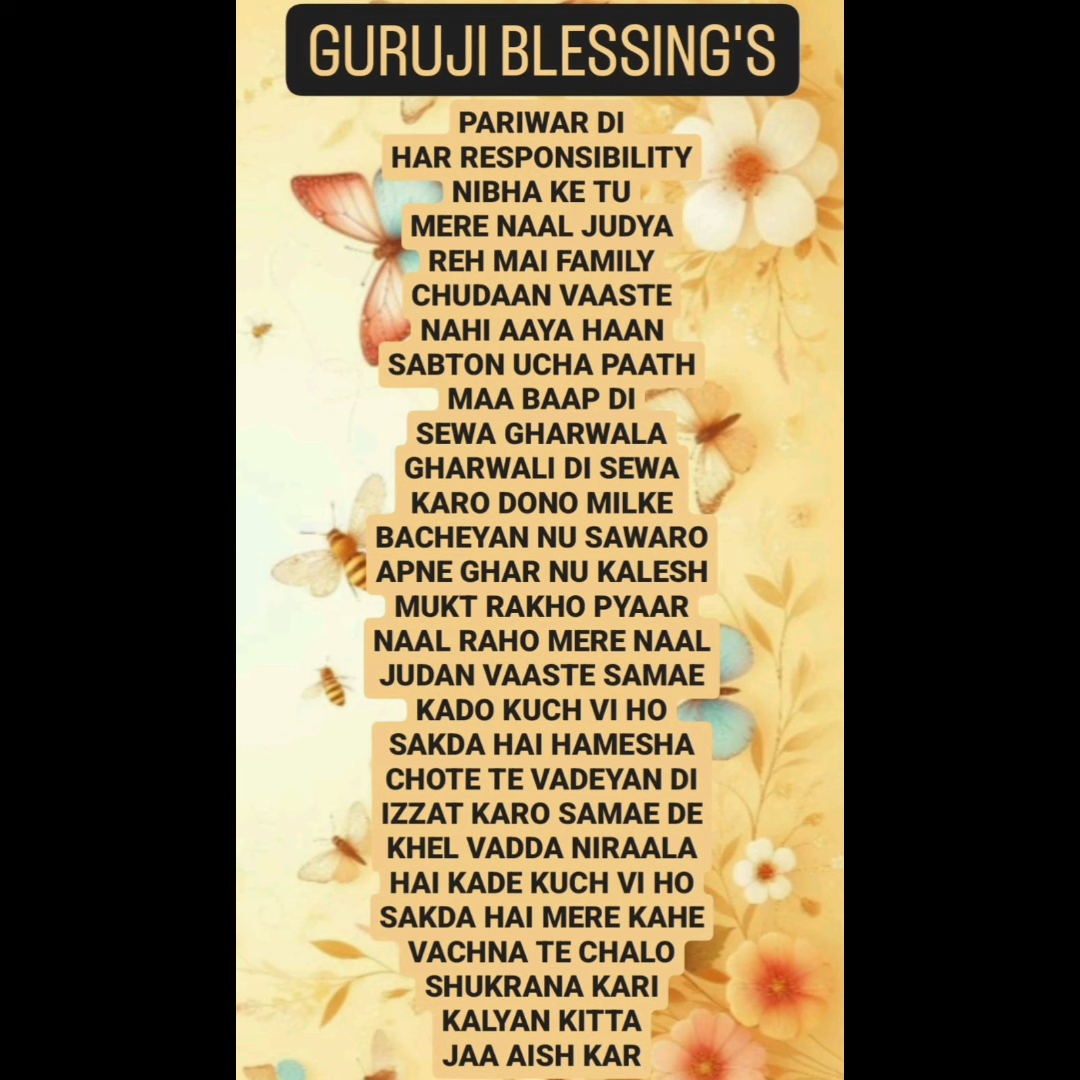 GURUJI BLESSING'S
PARIWAR DI
HAR RESPONSIBILITY
NIBHA KE TU
MERE NAAL JUDYA
REH MAI FAMILY
CHUDAAN VAASTE
NAHI AAYA HAAN
SABTON UCHA PAATH
MAA BAAP DI
SEWA GHARWALA
GHARWALI DI SEWA
KARO DONO MILKE
BACHEYAN NU SAWARO
APNE GHAR NU KALESH
MUKT RAKHO PYAAR
NAAL RAHO MERE NAAL
JUDAN VAASTE SAMAE
KADO KUCH VI HO
SAKDA HAI HAMESHA
CHOTE TE VADEYAN DI
IZZAT KARO SAMAE DE
KHEL VADDA NIRAALA
HAI KADE KUCH VI HO
SAKDA HAI MERE KAHE
VACHNA TE CHALO
SHUKRANA KARI
KALYAN KITTA
JAA AISH KAR